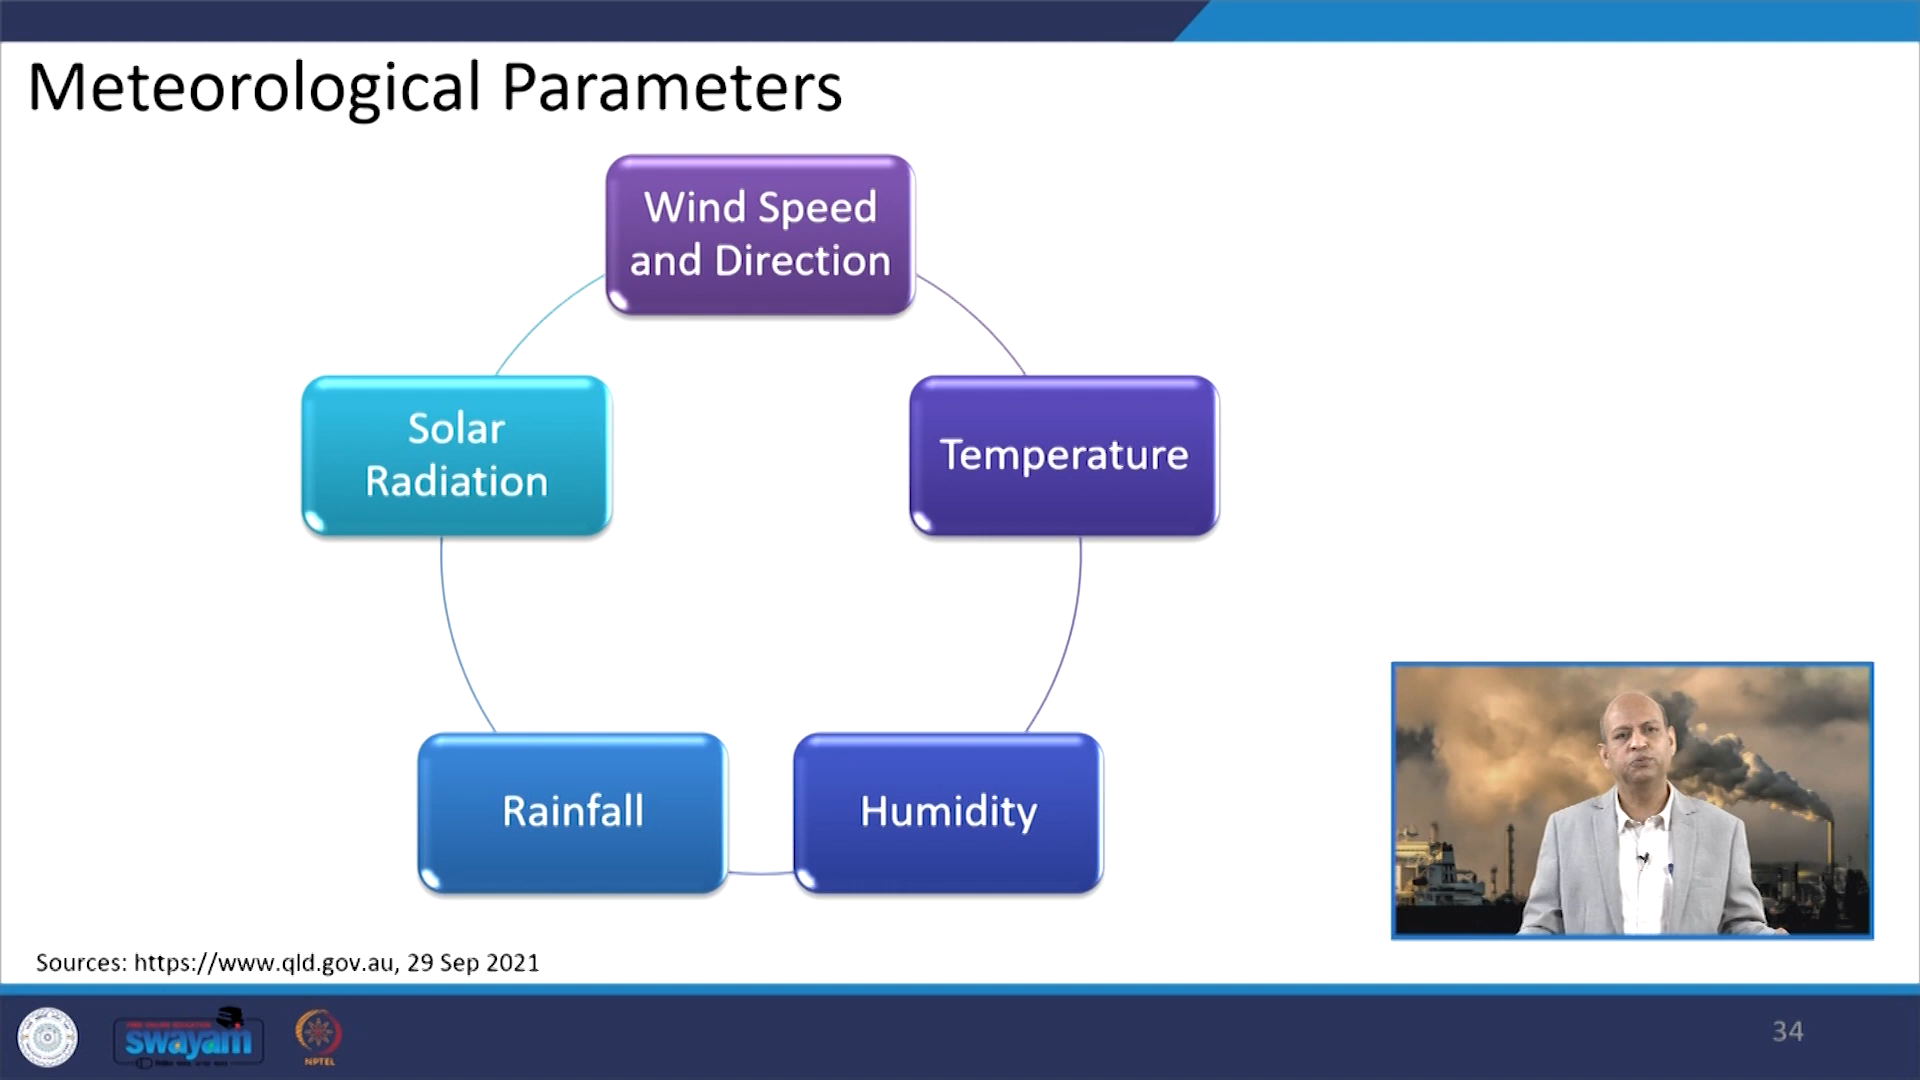 Meteorological Parameters
Wind Speed
and Direction
Solar
Radiation
Temperature
Rainfall
Humidity
Sources: https://www.qld.gov.au, 29 Sep 2021
swayam
NPTEL
34